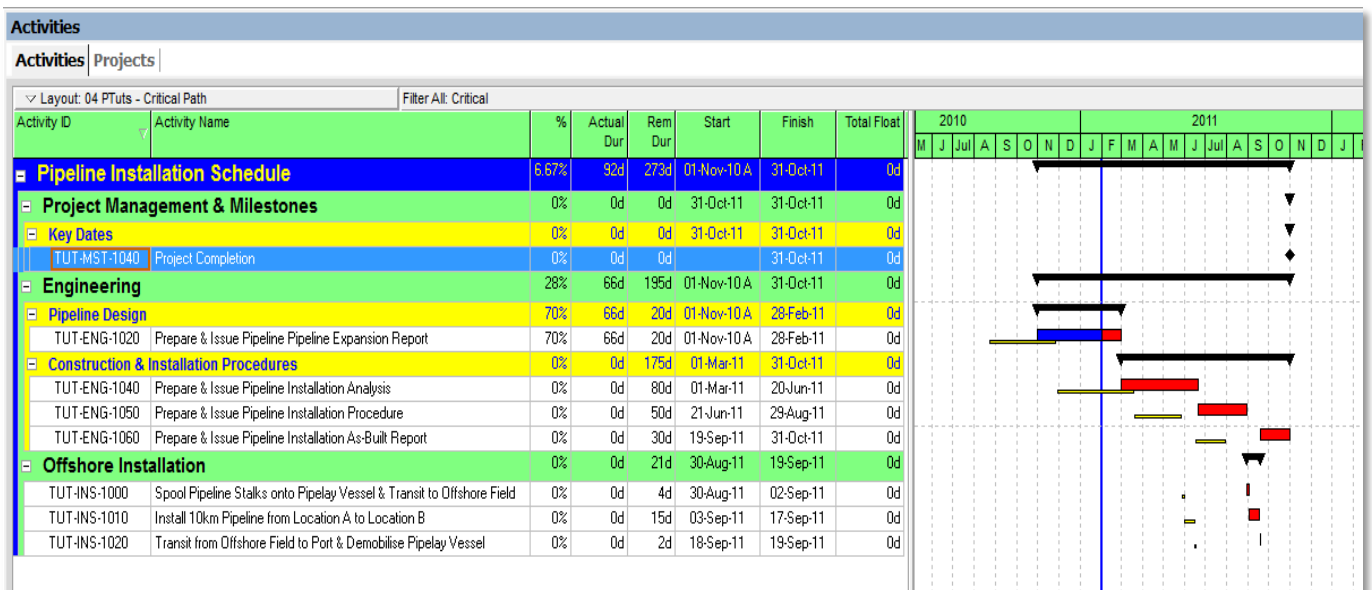 Activities
Activities Projects
Layout: 04 PTuts - Critical Path Filter All: Critical
Activity ID Activity Name % Actual Dur Rem Dur Start Finish Total Float 2010 2011
M J Jul A S O N D J F M A M J Jul A S O N D J
Pipeline Installation Schedule 6.67% 92d 273d 01-Nov-10 A 31-Oct-11 0d
Project Management & Milestones 0% 0d 0d 31-Oct-11 31-Oct-11 0d
Key Dates 0% 0d 0d 31-Oct-11 31-Oct-11 0d
TUT-MST-1040 Project Completion 0% 0d 0d 31-Oct-11 0d
Engineering 28% 66d 195d 01-Nov-10 A 31-Oct-11 0d
Pipeline Design 70% 66d 20d 01-Nov-10 A 28-Feb-11 0d
TUT-ENG-1020 Prepare & Issue Pipeline Pipeline Expansion Report 70% 66d 20d 01-Nov-10 A 28-Feb-11 0d
Construction & Installation Procedures 0% 0d 175d 01-Mar-11 31-Oct-11 0d
TUT-ENG-1040 Prepare & Issue Pipeline Installation Analysis 0% 0d 80d 01-Mar-11 20-Jun-11 0d
TUT-ENG-1050 Prepare & Issue Pipeline Installation Procedure 0% 0d 50d 21-Jun-11 29-Aug-11 0d
TUT-ENG-1060 Prepare & Issue Pipeline Installation As-Built Report 0% 0d 30d 19-Sep-11 31-Oct-11 0d
Offshore Installation 0% 0d 21d 30-Aug-11 19-Sep-11 0d
TUT-INS-1000 Spool Pipeline Stalks onto Pipelay Vessel & Transit to Offshore Field 0% 0d 4d 30-Aug-11 02-Sep-11 0d
TUT-INS-1010 Install 10km Pipeline from Location A to Location B 0% 0d 15d 03-Sep-11 17-Sep-11 0d
TUT-INS-1020 Transit from Offshore Field to Port & Demobilise Pipelay Vessel 0% 0d 2d 18-Sep-11 19-Sep-11 0d